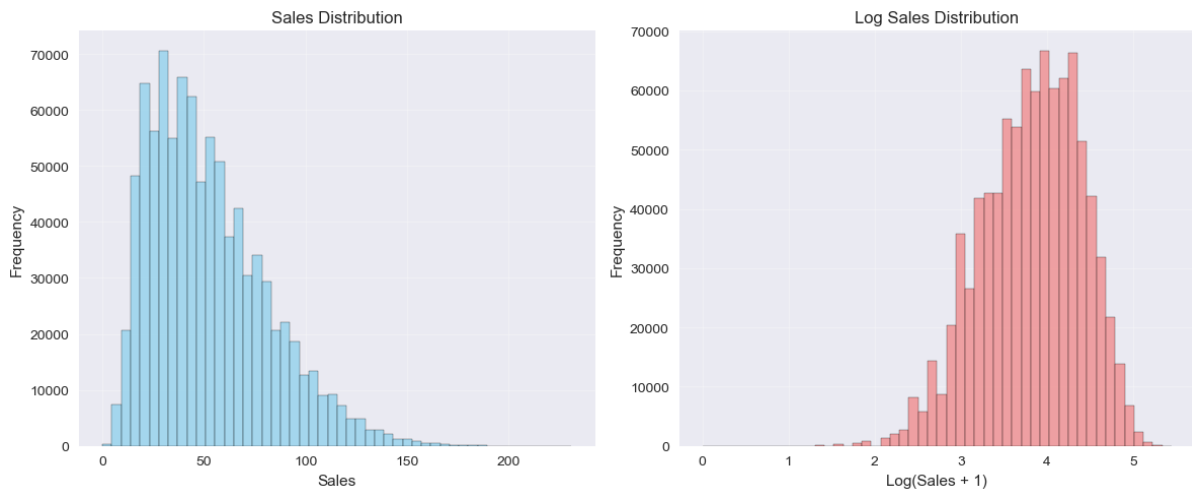 Sales Distribution
70000
60000
50000
40000
30000
20000
10000
0
Frequency
0 50 100 150 200
Sales
Log Sales Distribution
70000
60000
50000
40000
30000
20000
10000
0
Frequency
0 1 2 3 4 5
Log(Sales + 1)